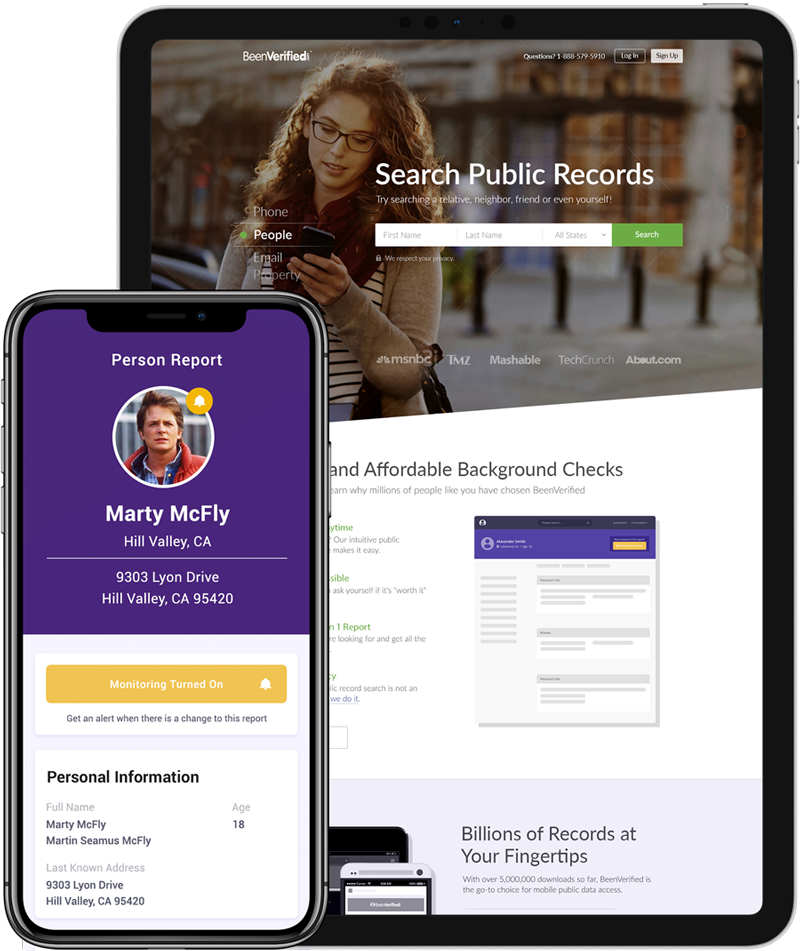 BeenVerified
Questions? 1-888-579-5910
Log In
Sign Up
Search Public Records
Try searching a relative, neighbor, friend or even yourself!
Phone
People
Email
Property
First Name
Last Name
All States
Search
We respect your privacy.
msnbc
TMZ
Mashable
TechCrunch
About.com
and Affordable Background Checks
earn why millions of people like you have chosen BeenVerified
ytime
! Our intuitive public
makes it easy.
sible
ask yourself if it's "worth it"
n 1 Report
re looking for and get all the
cy
lic record search is not an
we do it.
Alexander Smith
Personal Info
Personal Info
Billions of Records at
Your Fingertips
With over 5,000,000 downloads so far, BeenVerified is
the go-to choice for mobile public data access.
BeenVerified
Person Report
Marty McFly
Hill Valley, CA
9303 Lyon Drive
Hill Valley, CA 95420
Monitoring Turned On
Get an alert when there is a change to this report
Personal Information
Full Name
Age
Marty McFly
18
Martin Seamus McFly
Last Known Address
9303 Lyon Drive
Hill Valley, CA 95420